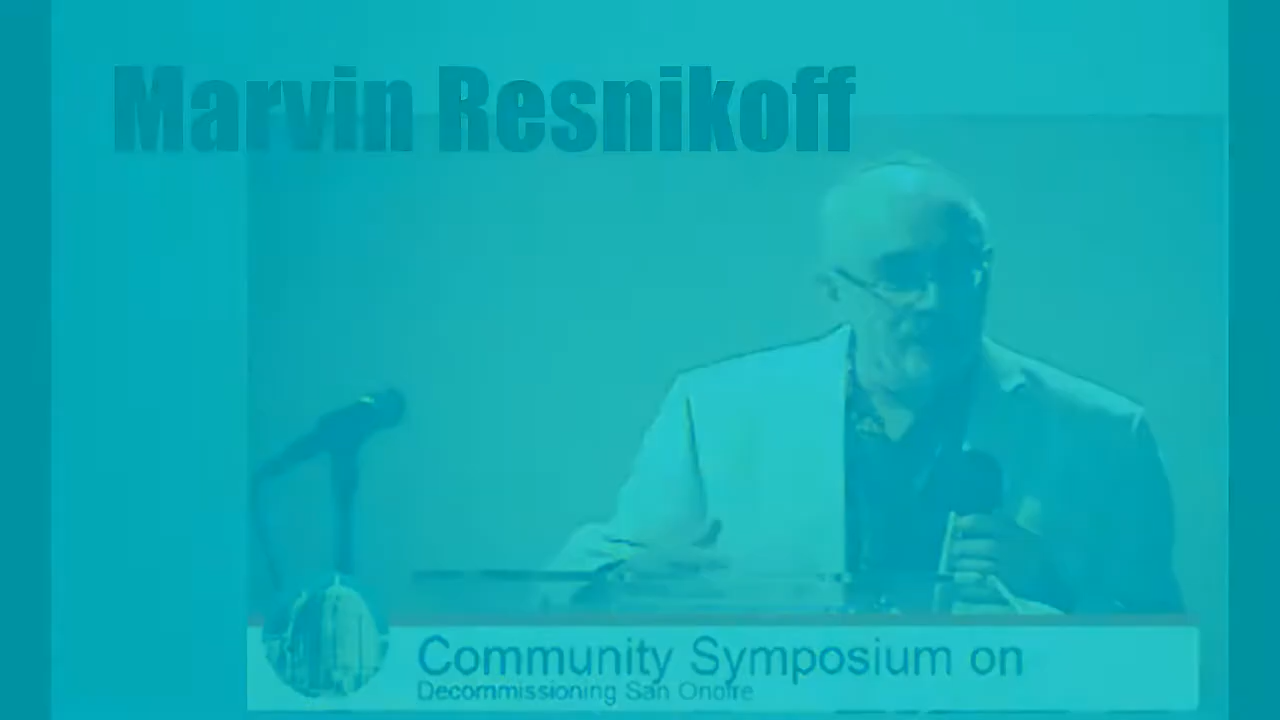 Marvin Resnikoff
Community Symposium on
Decommissioning San Onofre